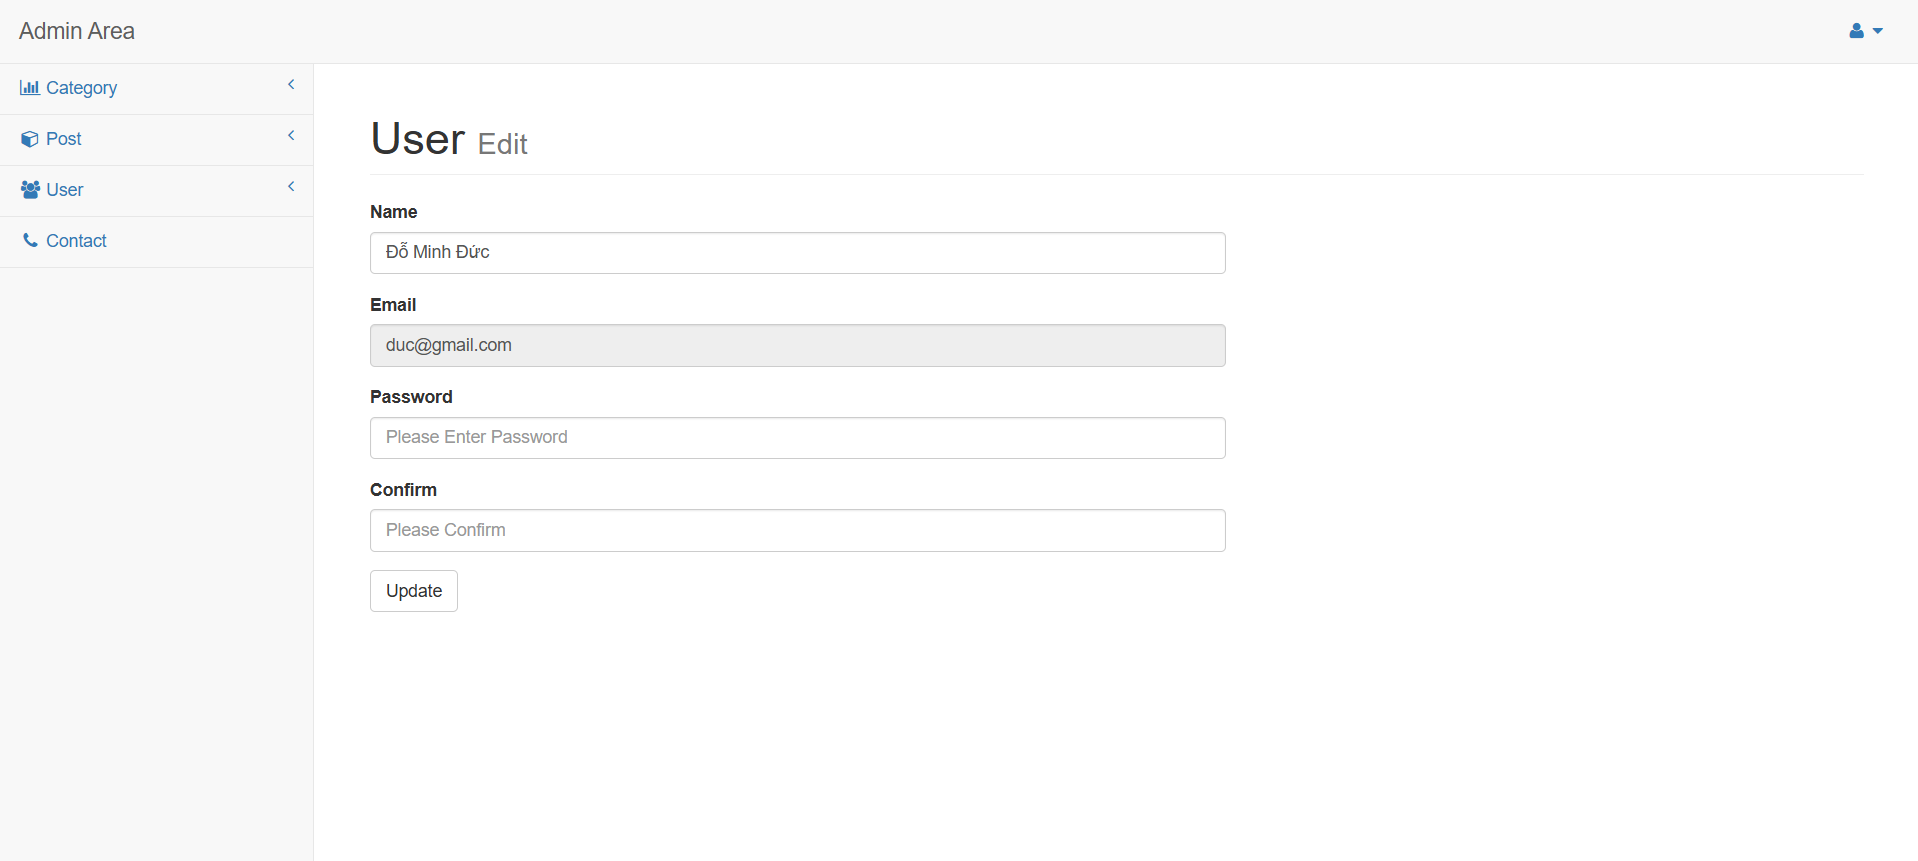 Admin Area
Category
Post
User
Contact
User Edit
Name
Đỗ Minh Đức
Email
duc@gmail.com
Password
Please Enter Password
Confirm
Please Confirm
Update